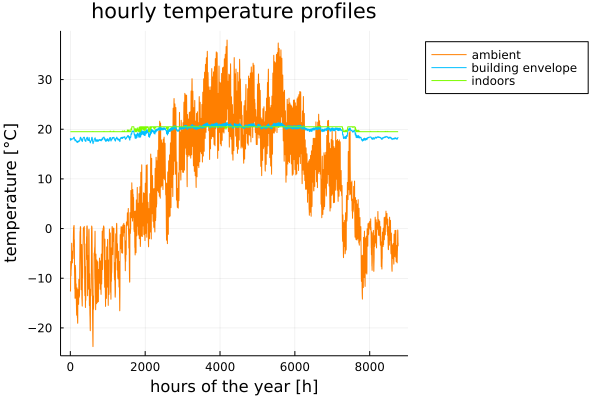 hourly temperature profiles
ambient
building envelope
indoors
temperature [°C]
30
20
10
0
−10
−20
0 2000 4000 6000 8000
hours of the year [h]